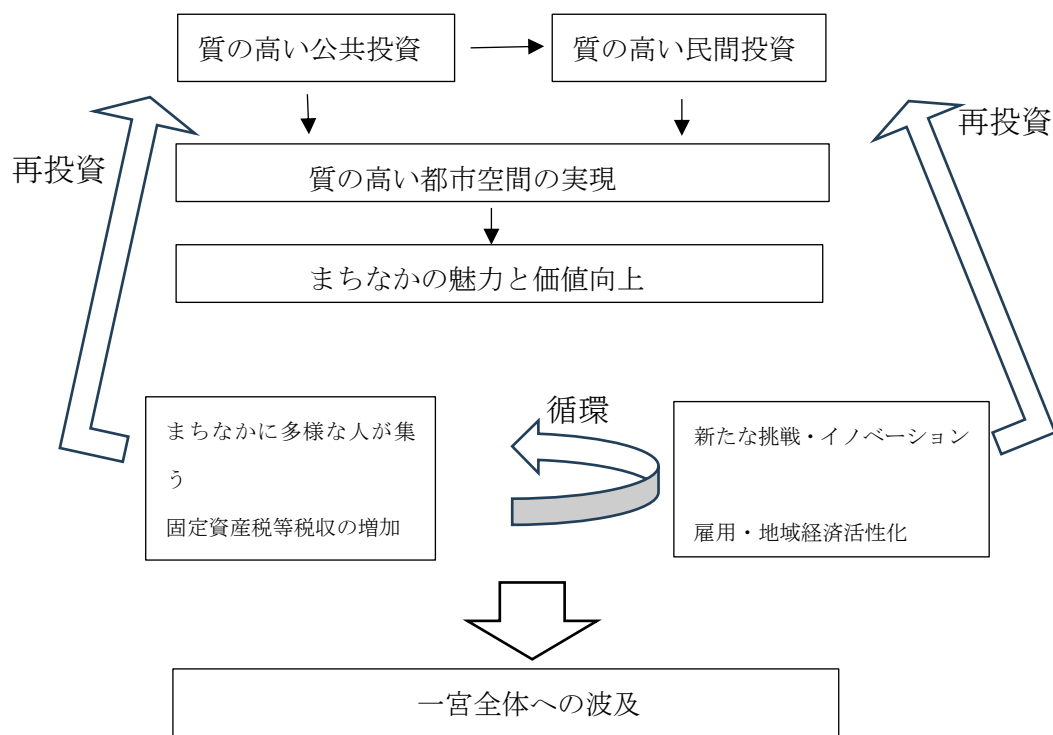 質の高い公共投資
質の高い民間投資
再投資
再投資
質の高い都市空間の実現
まちなかの魅力と価値向上
循環
まちなかに多様な人が集
う
固定資産税等税収の増加
新たな挑戦・イノベーション
雇用・地域経済活性化
一宮全体への波及